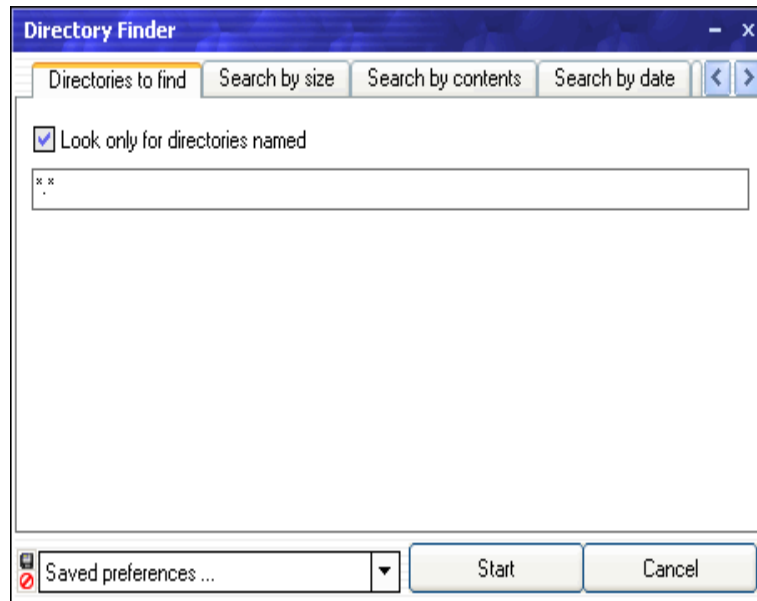 Directory Finder
Directories to find Search by size Search by contents Search by date
Look only for directories named
*.*
Saved preferences ... Start Cancel